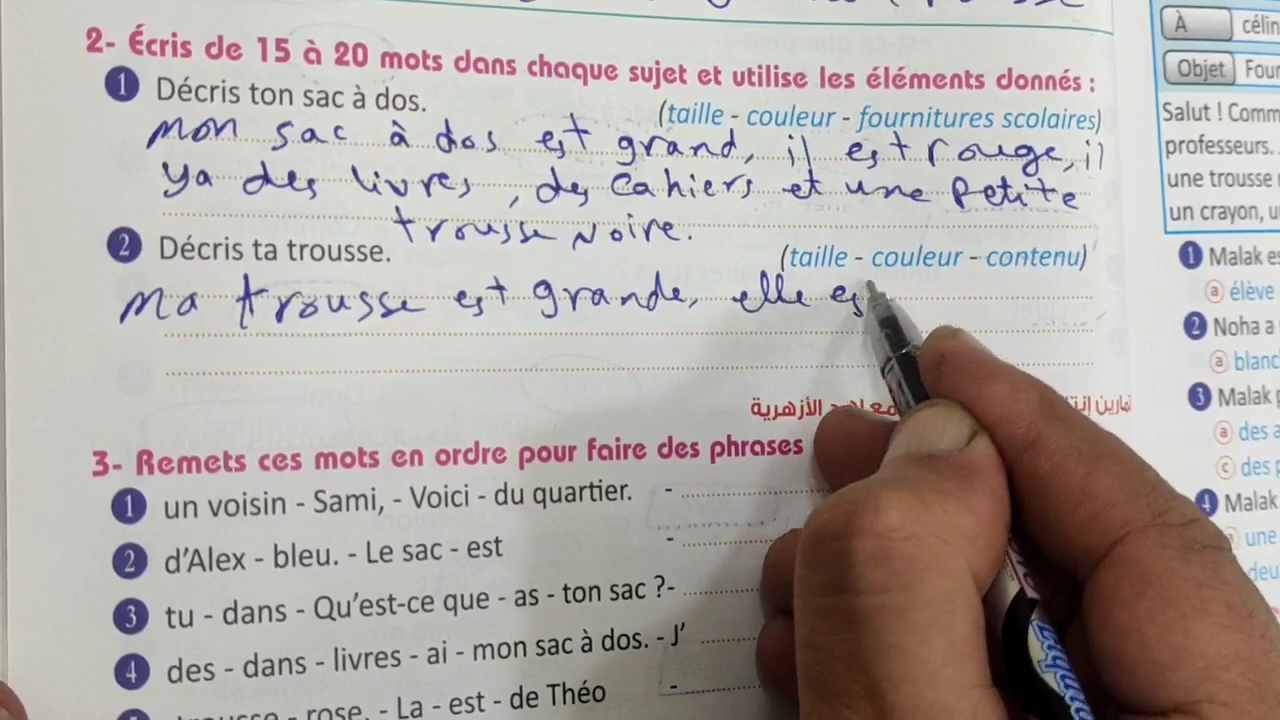 2- Écris de 15 à 20 mots dans chaque sujet et utilise les éléments donnés :
1 Décris ton sac à dos. (taille - couleur - fournitures scolaires)
mon sac à dos est grand, il est rouge, il
ya des livres, des cahiers et une petite
trousse noire.
2 Décris ta trousse. (taille - couleur - contenu)
ma trousse est grande, elle es
الأزهرية
3- Remets ces mots en ordre pour faire des phrases
1 un voisin - Sami, - Voici - du quartier. -
2 d'Alex - bleu. - Le sac - est -
3 tu - dans - Qu'est-ce que - as - ton sac ?-
4 des - dans - livres - ai - mon sac à dos. - J'
trousse - rose. - La - est - de Théo -
À célin
Objet Four
Salut ! Comm
professeurs.
une trousse
un crayon, u
1 Malak es
a élève
2 Noha a
a blanc
3 Malak p
a des a
c des p
4 Malak
une
deu